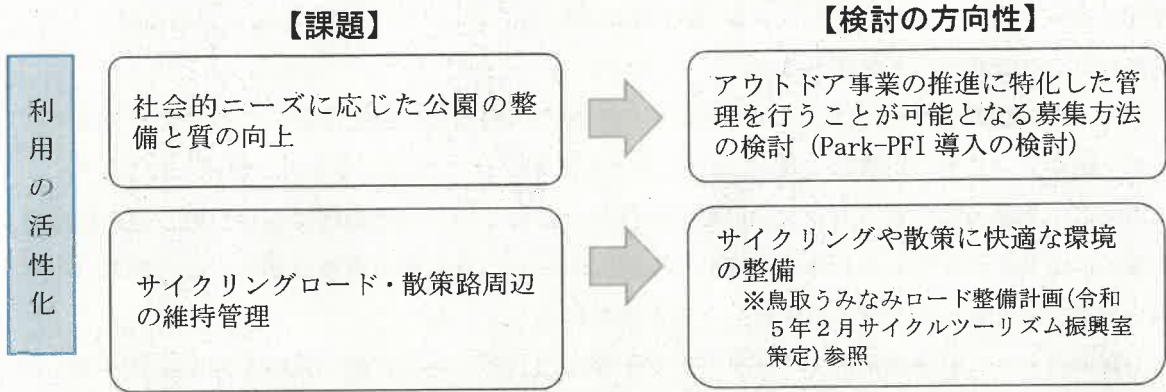 【課題】
【検討の方向性】
利用の活性化
社会的ニーズに応じた公園の整
備と質の向上
アウトドア事業の推進に特化した管
理を行うことが可能となる募集方法
の検討（Park-PFI 導入の検討）
サイクリングロード・散策路周辺
の維持管理
サイクリングや散策に快適な環境
の整備
※鳥取うみなみロード整備計画(令和
５年２月サイクルツーリズム振興室
策定)参照